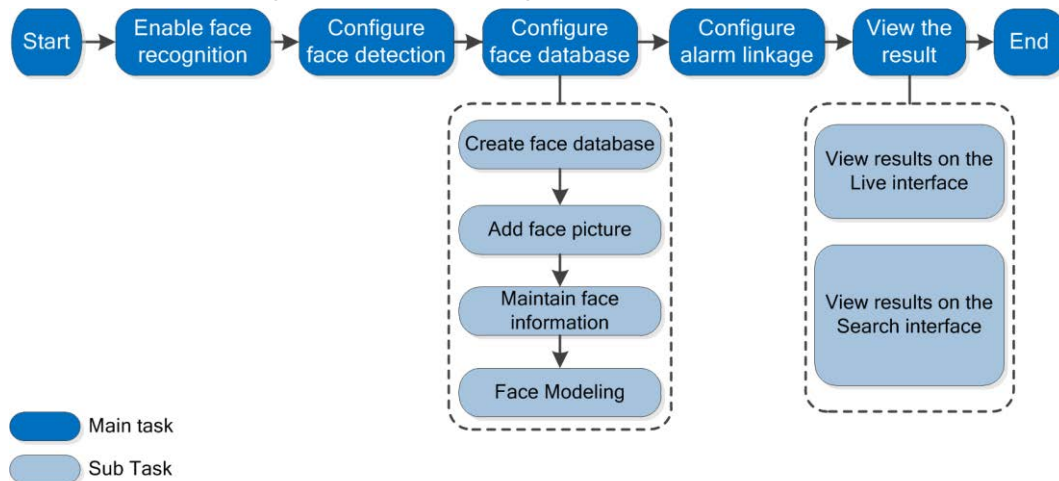 Start
Enable face
recognition
Configure
face detection
Configure
face database
Configure
alarm linkage
View the
result
End
Create face database
Add face picture
Maintain face
information
Face Modeling
View results on the
Live interface
View results on the
Search interface
Main task
Sub Task